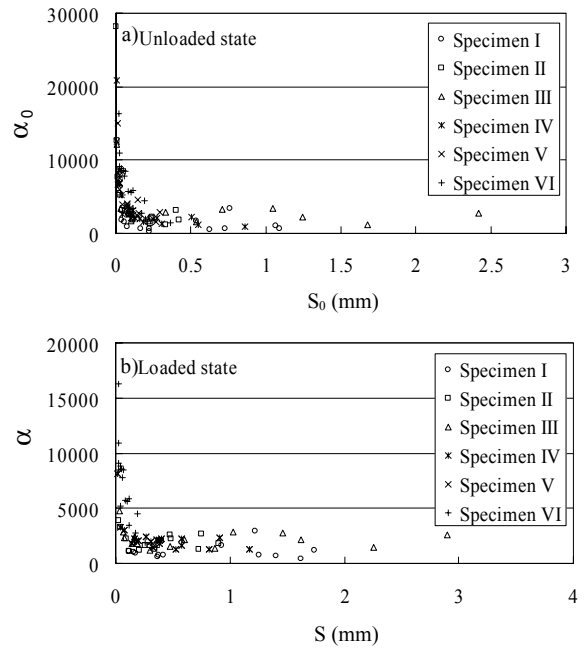 a)Unloaded state
α0
30000
20000
10000
0
Specimen I
Specimen II
Specimen III
Specimen IV
Specimen V
Specimen VI
0 0.5 1 1.5 2 2.5 3
S0 (mm)
b)Loaded state
α
20000
15000
10000
5000
0
Specimen I
Specimen II
Specimen III
Specimen IV
Specimen V
Specimen VI
0 1 2 3 4
S (mm)